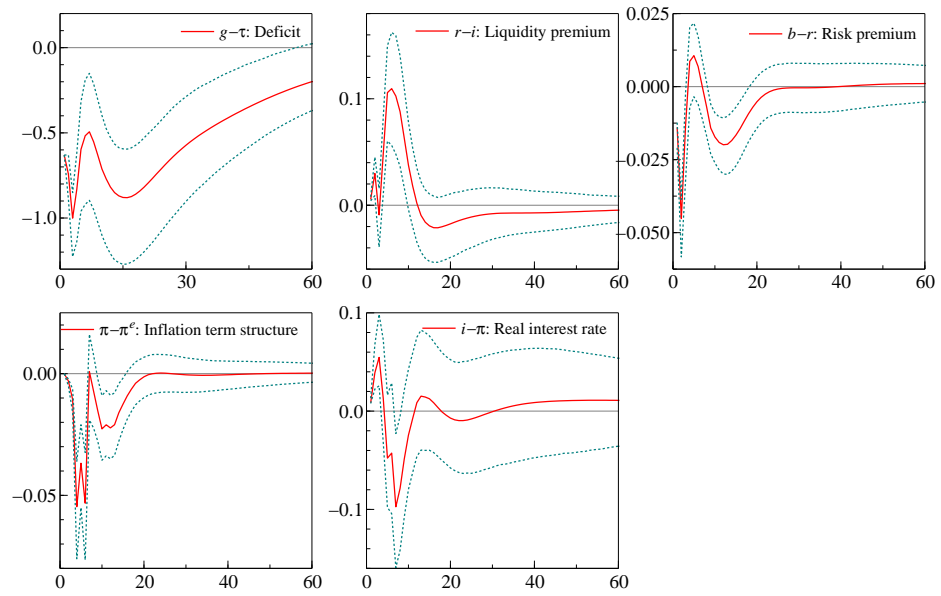 g−τ: Deficit
0.0
−0.5
−1.0
0 30 60
r−i: Liquidity premium
0.1
0.0
0 20 40 60
b−r: Risk premium
0.025
0.000
−0.025
−0.050
0 20 40 60
π−πᵉ: Inflation term structure
0.00
−0.05
0 20 40 60
i−π: Real interest rate
0.1
0.0
−0.1
0 20 40 60